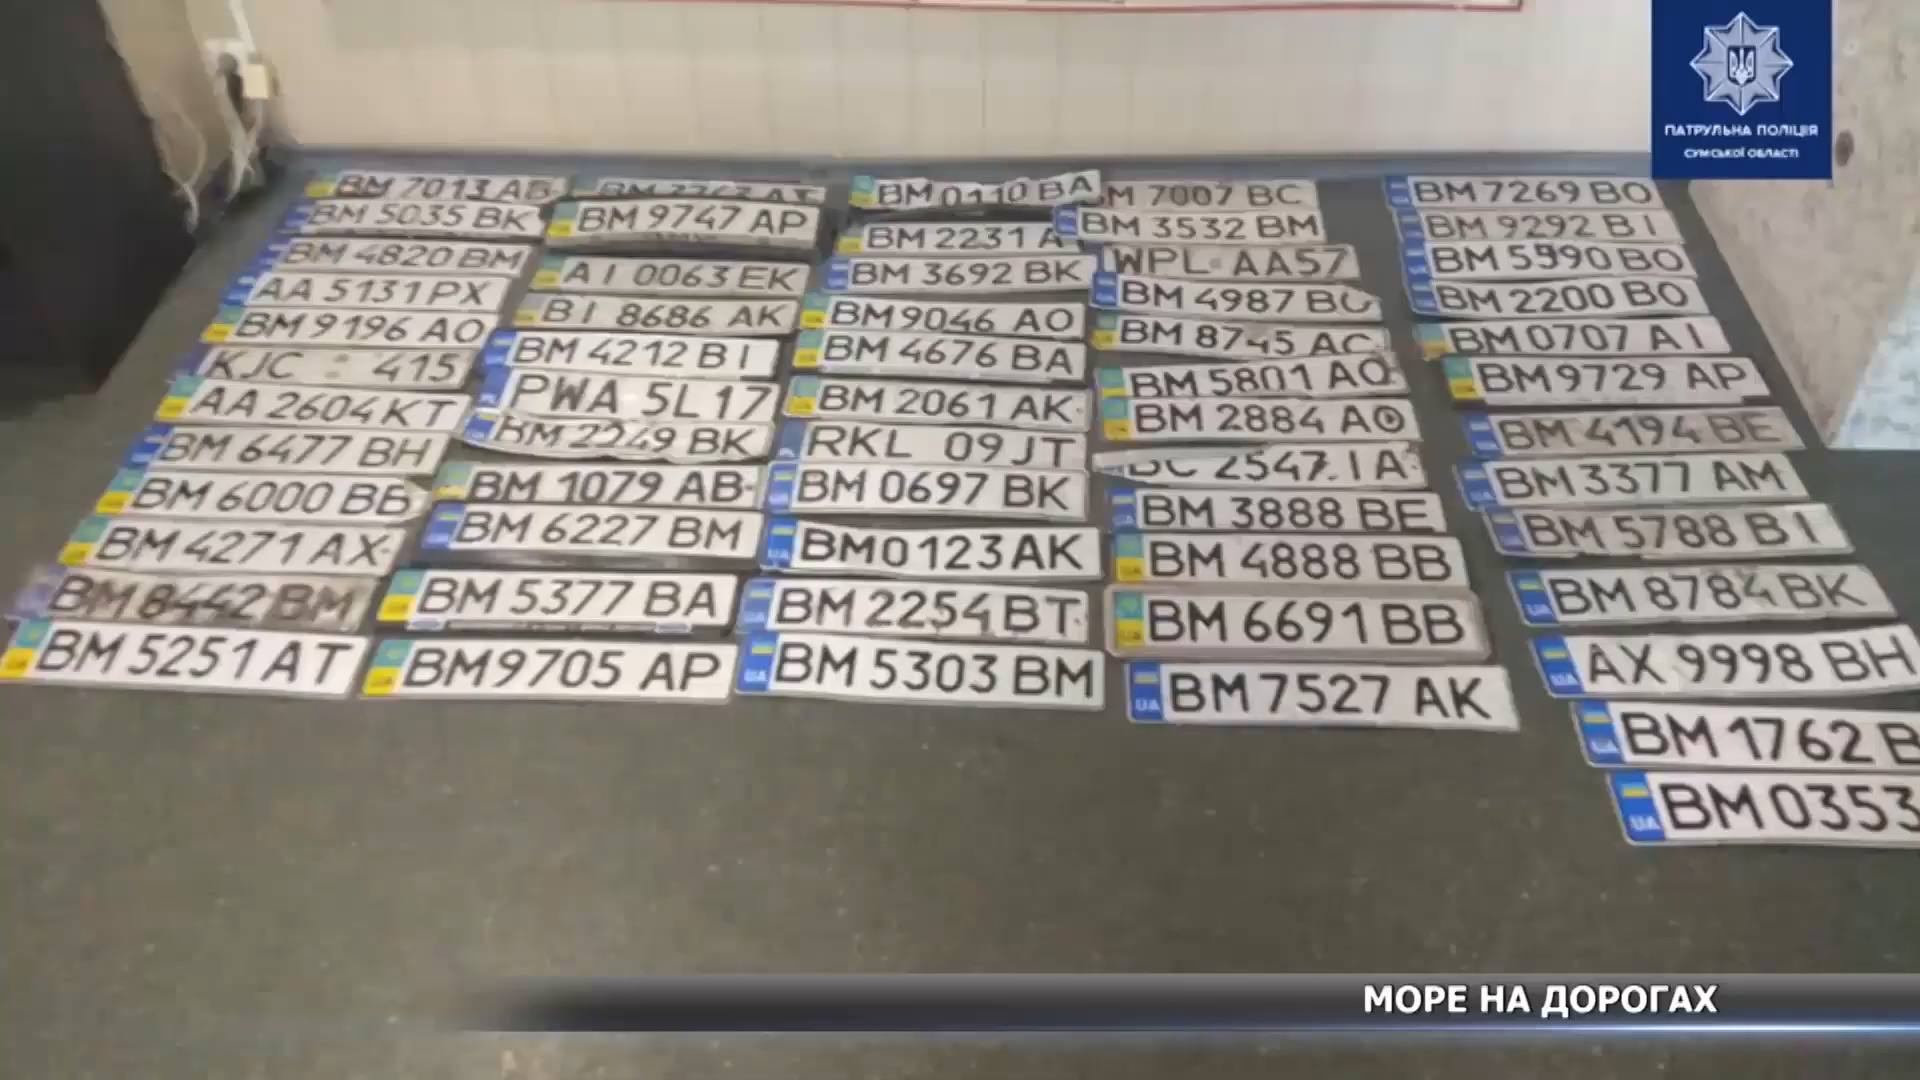 ПАТРУЛЬНА ПОЛІЦІЯ
СУМСЬКОЇ ОБЛАСТІ
BM 7013 AB
BM 5035 BK
BM 4820 BM
AA 5131 PX
BM 9196 AO
KJC 415
AA 2604 KT
BM 6477 BH
BM 6000 BB
BM 4271 AX
BM 8442 BM
BM 5251 AT
BM 9747 AP
AI 0063 EK
BI 8686 AK
BM 4212 BI
PWA 5L17
BM 2249 BK
BM 1079 AB
BM 6227 BM
BM 5377 BA
BM 9705 AP
BM 0110 BA
BM 2231 A
BM 3692 BK
BM 9046 AO
BM 4676 BA
BM 2061 AK
RKL 09JT
BM 0697 BK
BM 0123 AK
BM 2254 BT
BM 5303 BM
BM 7007 BC
BM 3532 BM
WPL AA57
BM 4987
BM 8745 AC
BM 5801 AO
BM 2884 AO
2547 IA
BM 3888 BE
BM 4888 BB
BM 6691 BB
BM 7527 AK
BM 7269 BO
BM 9292 BI
BM 5990 BO
BM 2200 BO
BM 0707 AI
BM 9729 AP
BM 4194 BE
BM 3377 AM
BM 5788 BI
BM 8784 BK
AX 9998 BH
BM 1762 B
BM 0353
МОРЕ НА ДОРОГАХ